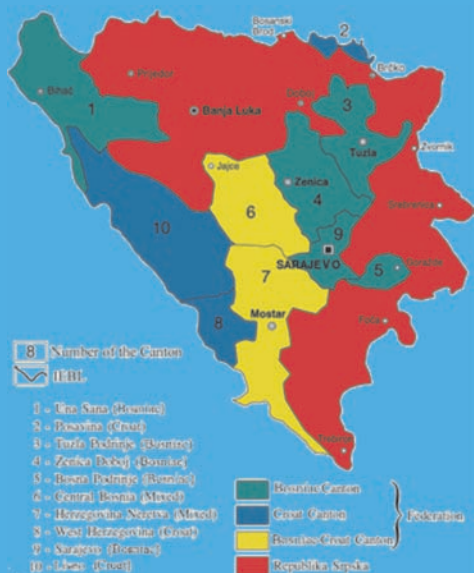 Bosanski
Brod
2
Brčko
Bihać
Prijedor
1
Banja Luka
Doboj
3
Tuzla
Zvornik
Jajce
Zenica
4
Srebrenica
6
9
10
SARAJEVO
5
Goražde
7
8
Mostar
Foča
8 Number of the Canton
IEBL
1 - Una Sana (Bosniac)
2 - Posavina (Croat)
3 - Tuzla Podrinje (Bosniac)
4 - Zenica Doboj (Bosniac)
5 - Bosna Podrinje (Bosniac)
6 - Central Bosnia (Mixed)
7 - Herzegovina Neretva (Mixed)
8 - West Herzegovina (Croat)
9 - Sarajevo (Bosniac)
10 - Livno (Croat)
Trebinje
Bosniac Canton
Croat Canton
Federation
Bosniac Croat Canton
Republika Srpska